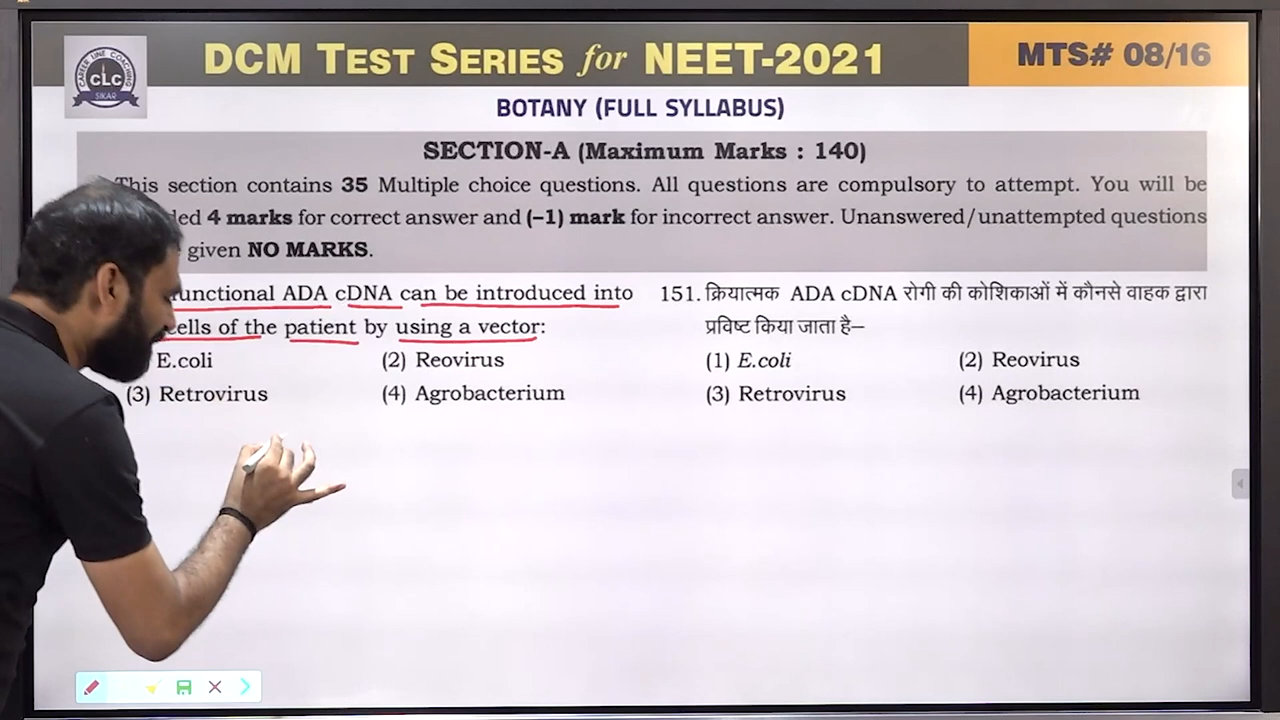 CAREER LINE COACHING
CLC
SIKAR
DCM TEST SERIES for NEET-2021
MTS# 08/16
BOTANY (FULL SYLLABUS)
SECTION-A (Maximum Marks : 140)
This section contains 35 Multiple choice questions. All questions are compulsory to attempt. You will be
4 marks for correct answer and (–1) mark for incorrect answer. Unanswered/unattempted questions
given NO MARKS.
functional ADA cDNA can be introduced into
cells of the patient by using a vector:
E.coli
(2) Reovirus
(3) Retrovirus
(4) Agrobacterium
151. क्रियात्मक ADA cDNA रोगी की कोशिकाओं में कौनसे वाहक द्वारा
प्रविष्ट किया जाता है–
(1) E.coli
(2) Reovirus
(3) Retrovirus
(4) Agrobacterium